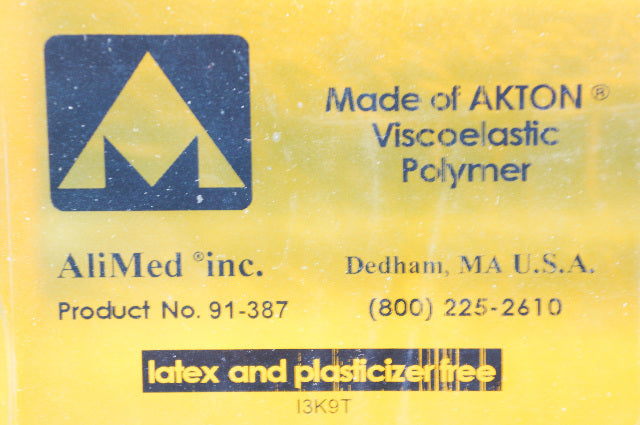 Made of AKTON®
Viscoelastic
Polymer
AliMed® inc.
Dedham, MA U.S.A.
Product No. 91-387
(800) 225-2610
latex and plasticizer free
I3K9T